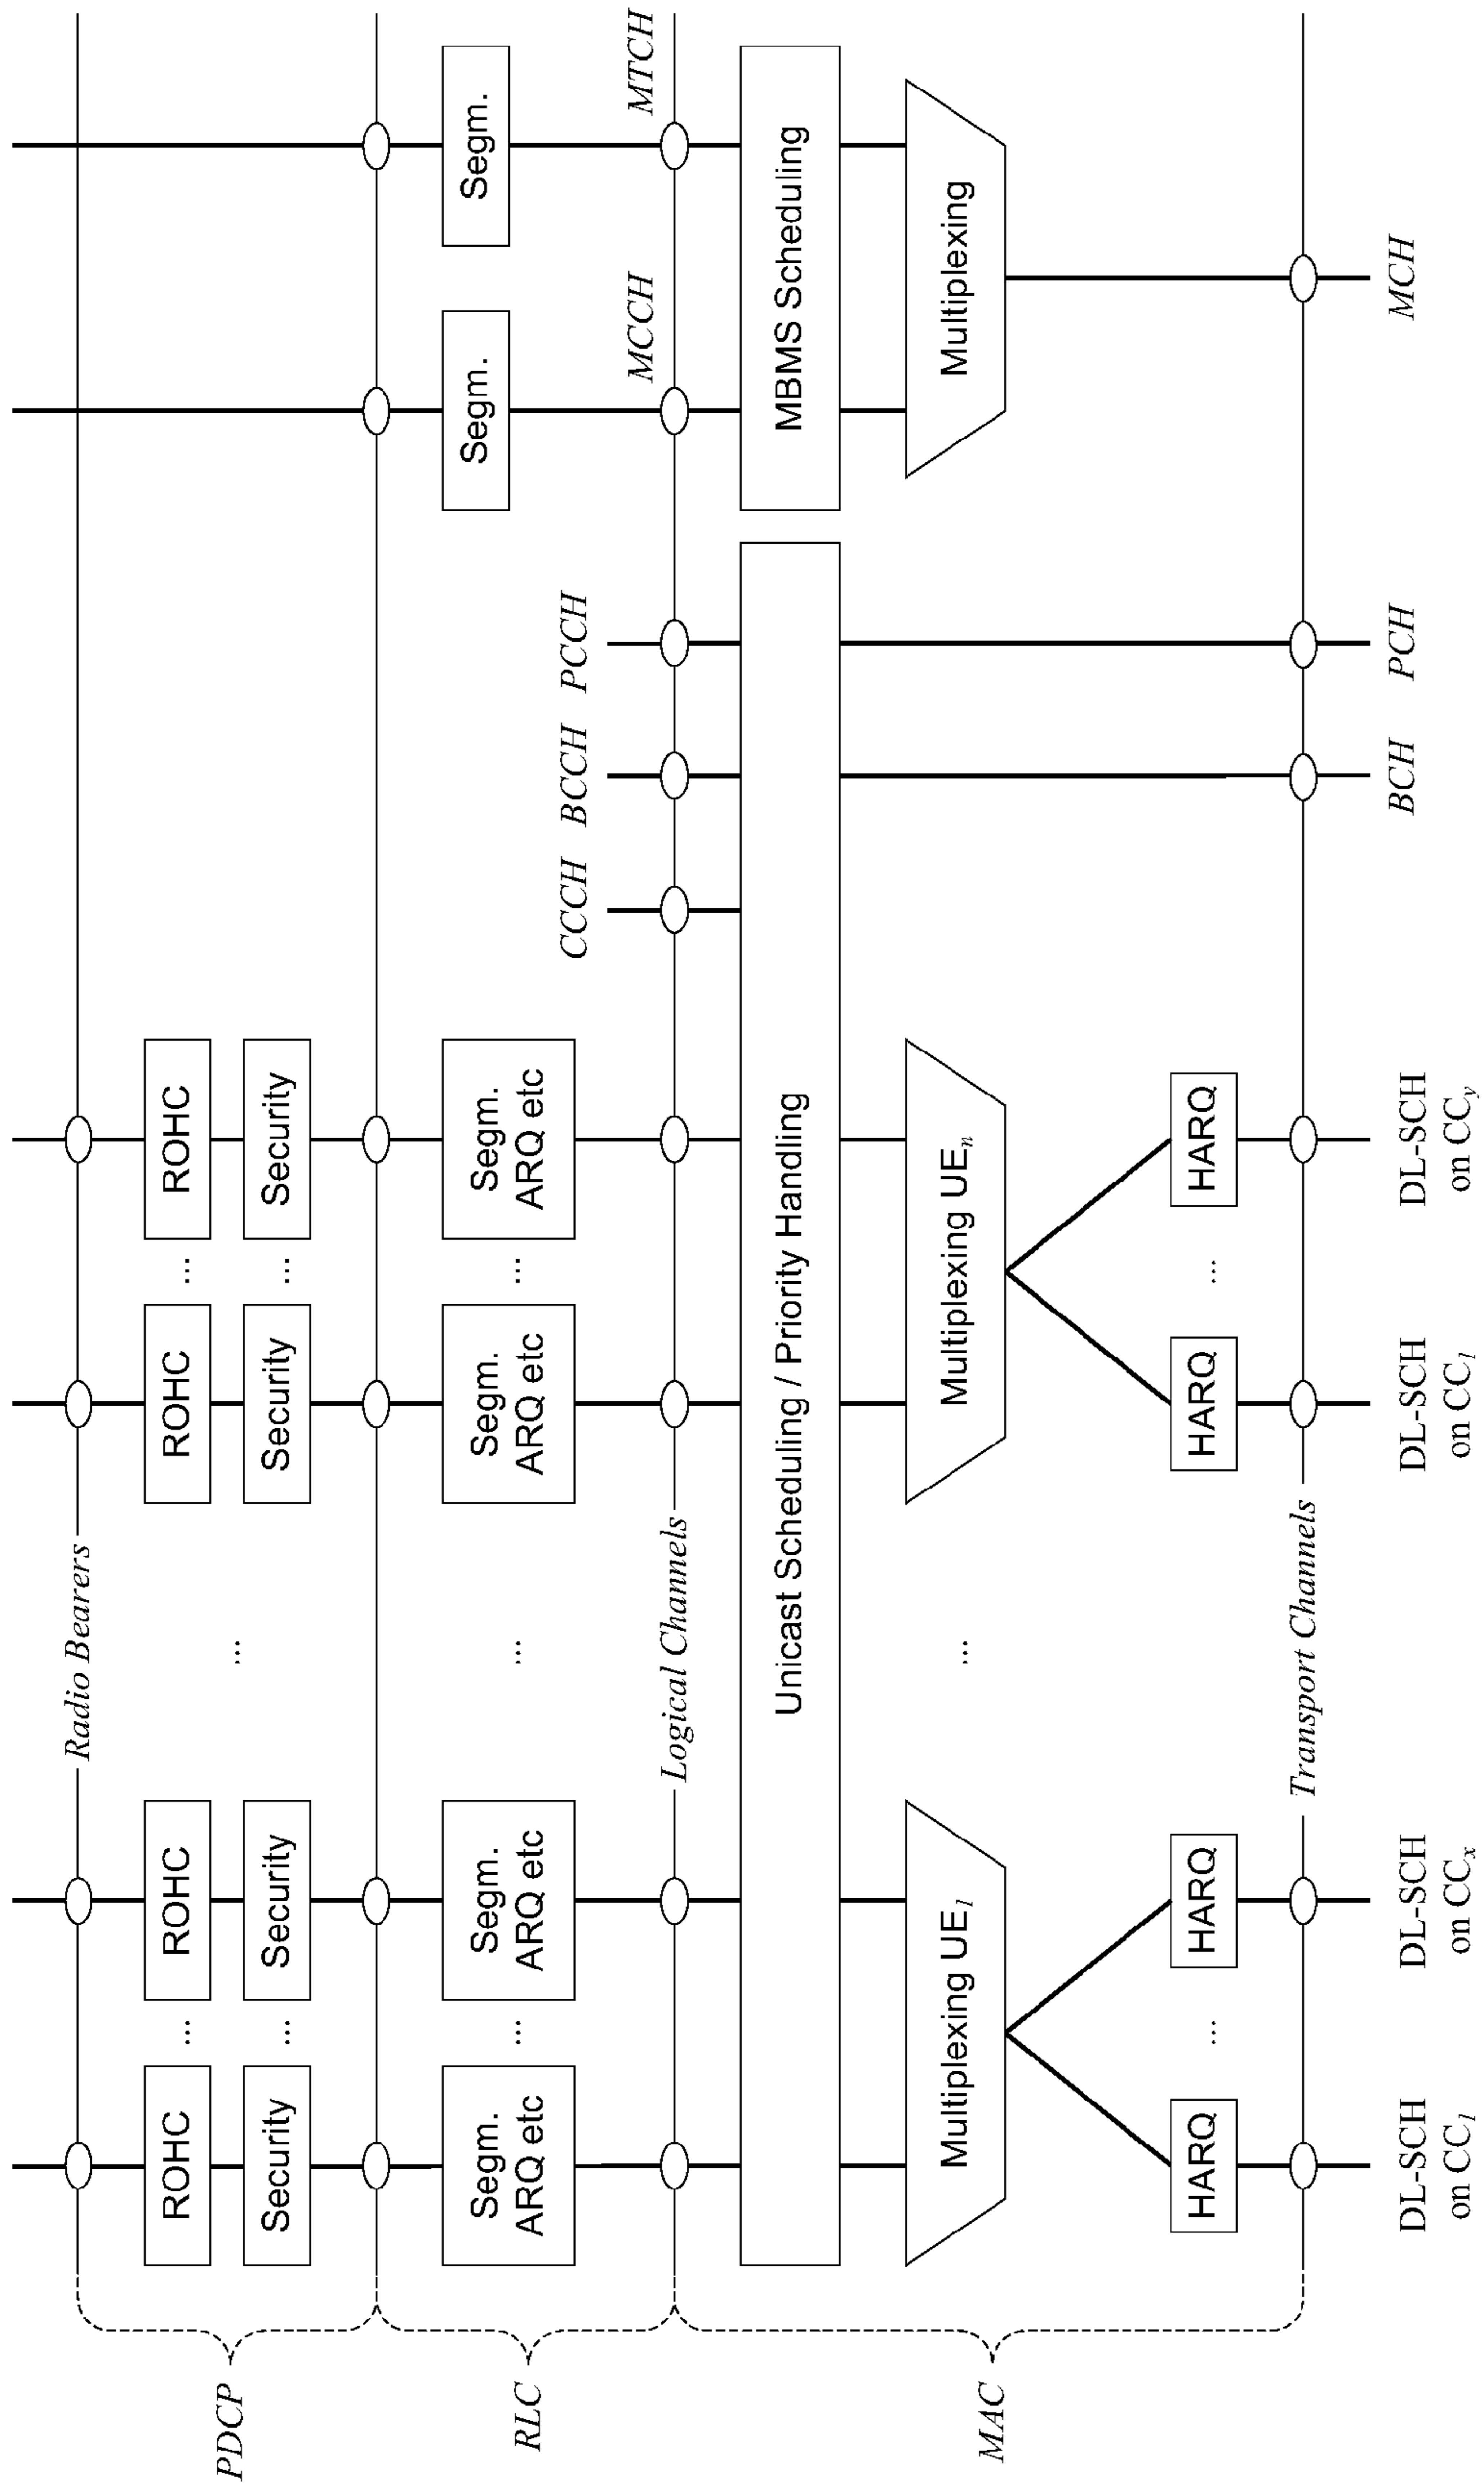 Radio Bearers
PDCP
ROHC ... ROHC ROHC ... ROHC
...
Security ... Security Security ... Security
RLC
Segm. ARQ etc ... Segm. ARQ etc ... Segm. ARQ etc ... Segm. ARQ etc Segm. Segm.
CCCH BCCH PCCH MCCH MTCH
Logical Channels
MAC
Unicast Scheduling / Priority Handling MBMS Scheduling
Multiplexing UE1 ... Multiplexing UEn Multiplexing
HARQ ... HARQ HARQ ... HARQ
Transport Channels
DL-SCH DL-SCH DL-SCH DL-SCH BCH PCH MCH
on CC1 on CCx on CC1 on CCy